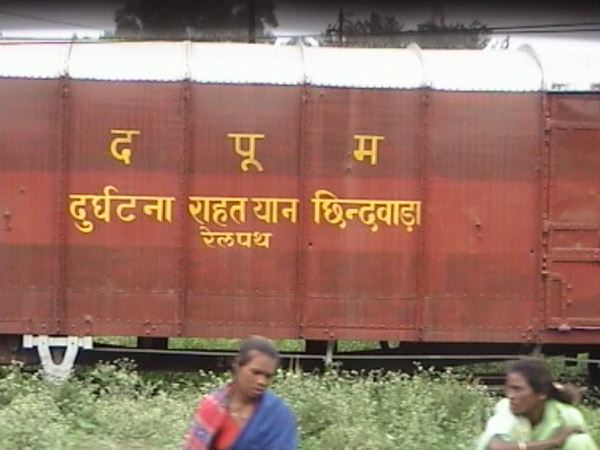 द पू म
दुर्घटना राहत यान छिन्दवाड़ा
रेलपथ